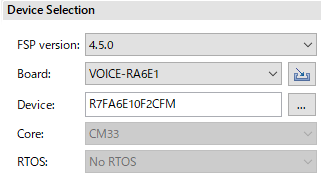 Device Selection
FSP version: 4.5.0
Board: VOICE-RA6E1
Device: R7FA6E10F2CFM ...
Core: CM33
RTOS: No RTOS